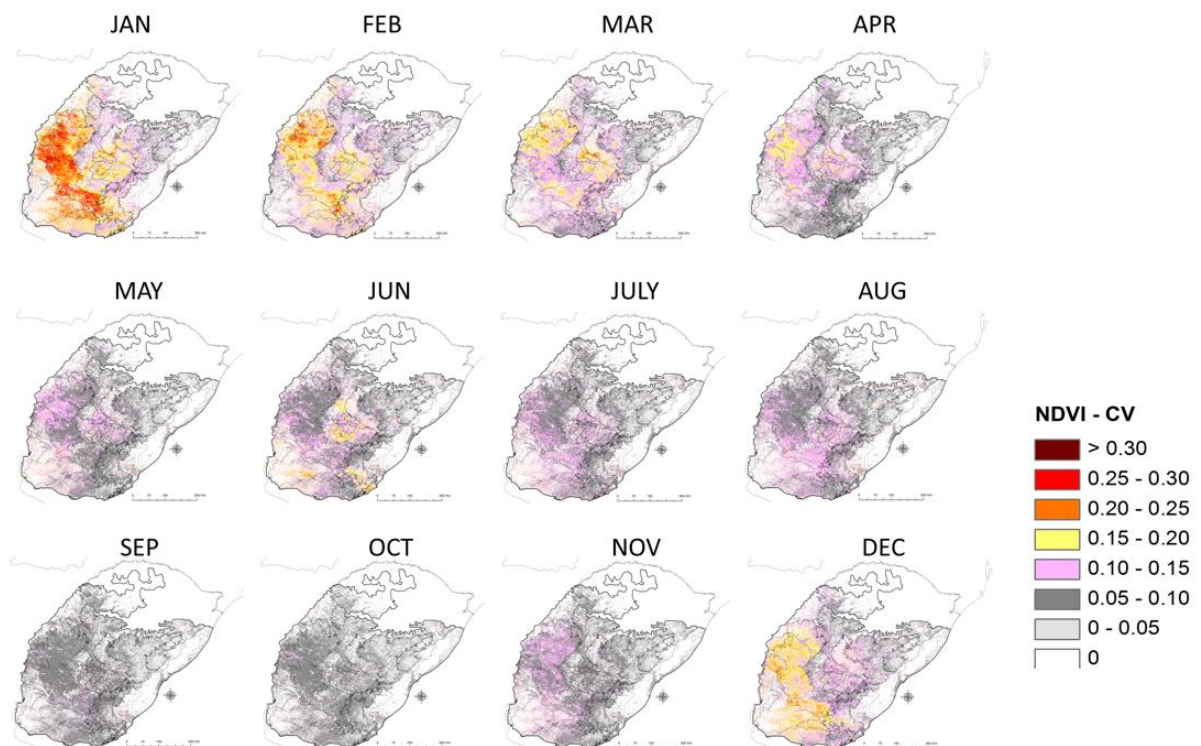 JAN
FEB
MAR
APR
MAY
JUN
JULY
AUG
NDVI - CV
> 0.30
0.25 - 0.30
0.20 - 0.25
0.15 - 0.20
0.10 - 0.15
0.05 - 0.10
0 - 0.05
0
SEP
OCT
NOV
DEC